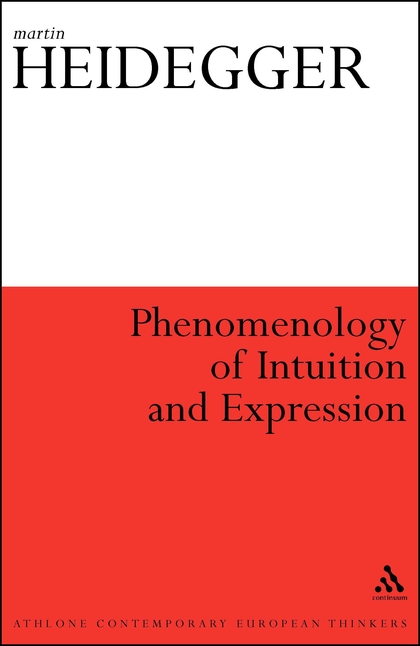 martin
HEIDEGGER
Phenomenology
of Intuition
and Expression
continuum
ATHLONE CONTEMPORARY EUROPEAN THINKERS